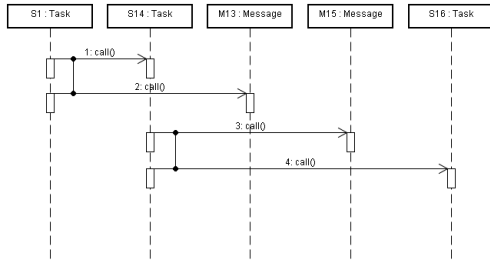 S1 : Task
S14 : Task
M13 : Message
M15 : Message
S16 : Task
1: call()
2: call()
3: call()
4: call()